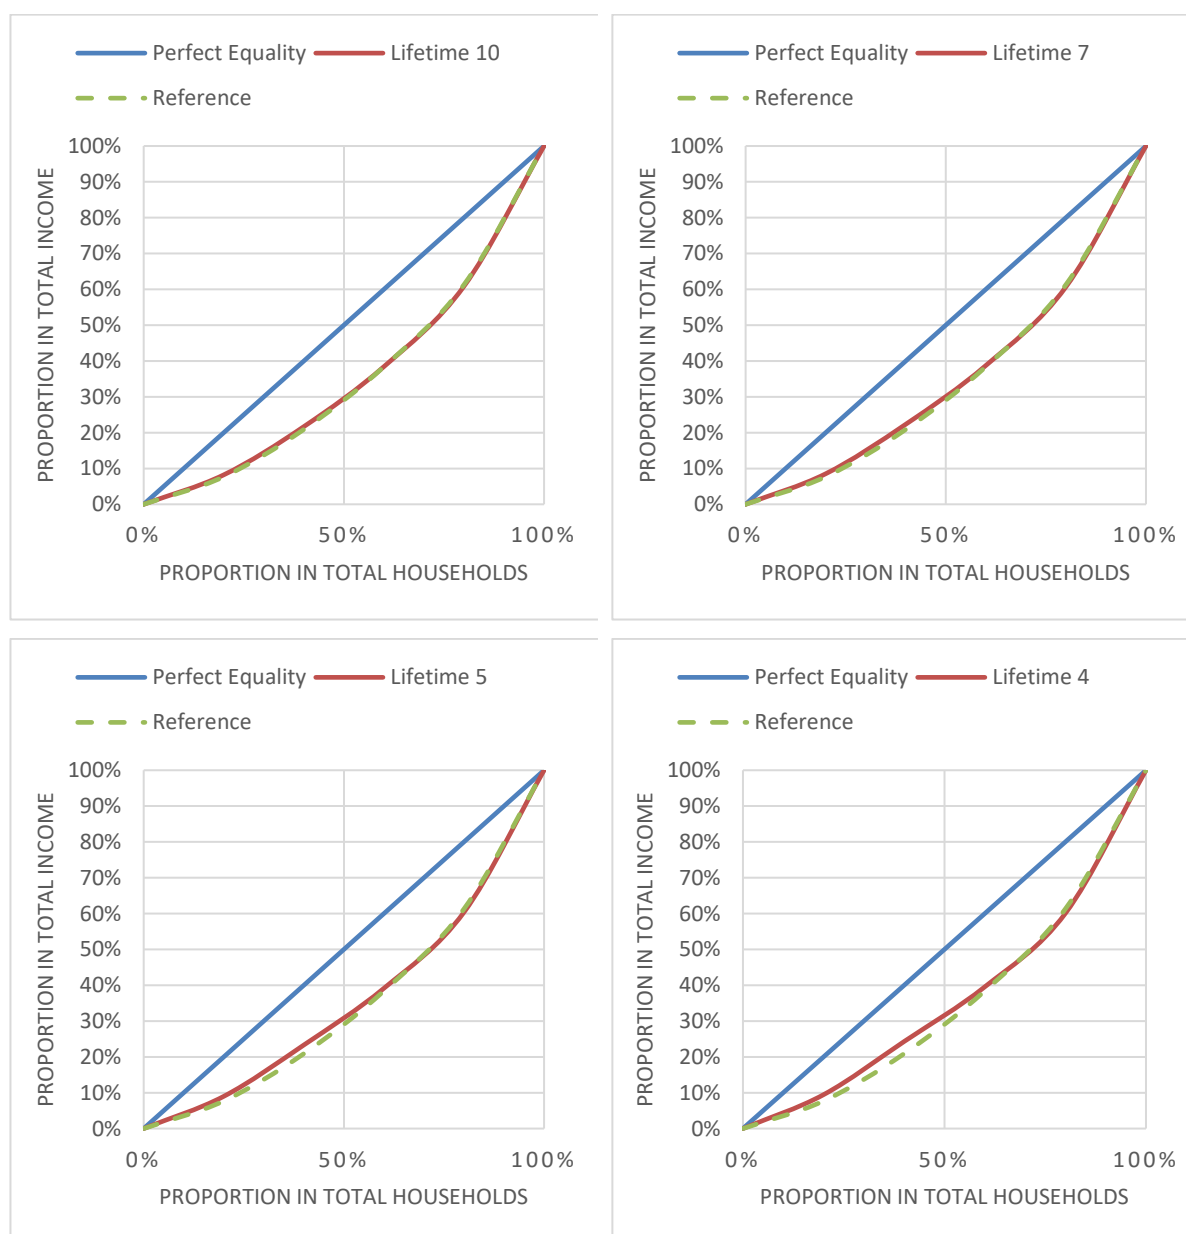 Perfect Equality Lifetime 10
Reference
100%
90%
80%
70%
60%
50%
40%
30%
20%
10%
0%
PROPORTION IN TOTAL INCOME
0% 50% 100%
PROPORTION IN TOTAL HOUSEHOLDS
Perfect Equality Lifetime 7
Reference
100%
90%
80%
70%
60%
50%
40%
30%
20%
10%
0%
PROPORTION IN TOTAL INCOME
0% 50% 100%
PROPORTION IN TOTAL HOUSEHOLDS
Perfect Equality Lifetime 5
Reference
100%
90%
80%
70%
60%
50%
40%
30%
20%
10%
0%
PROPORTION IN TOTAL INCOME
0% 50% 100%
PROPORTION IN TOTAL HOUSEHOLDS
Perfect Equality Lifetime 4
Reference
100%
90%
80%
70%
60%
50%
40%
30%
20%
10%
0%
PROPORTION IN TOTAL INCOME
0% 50% 100%
PROPORTION IN TOTAL HOUSEHOLDS